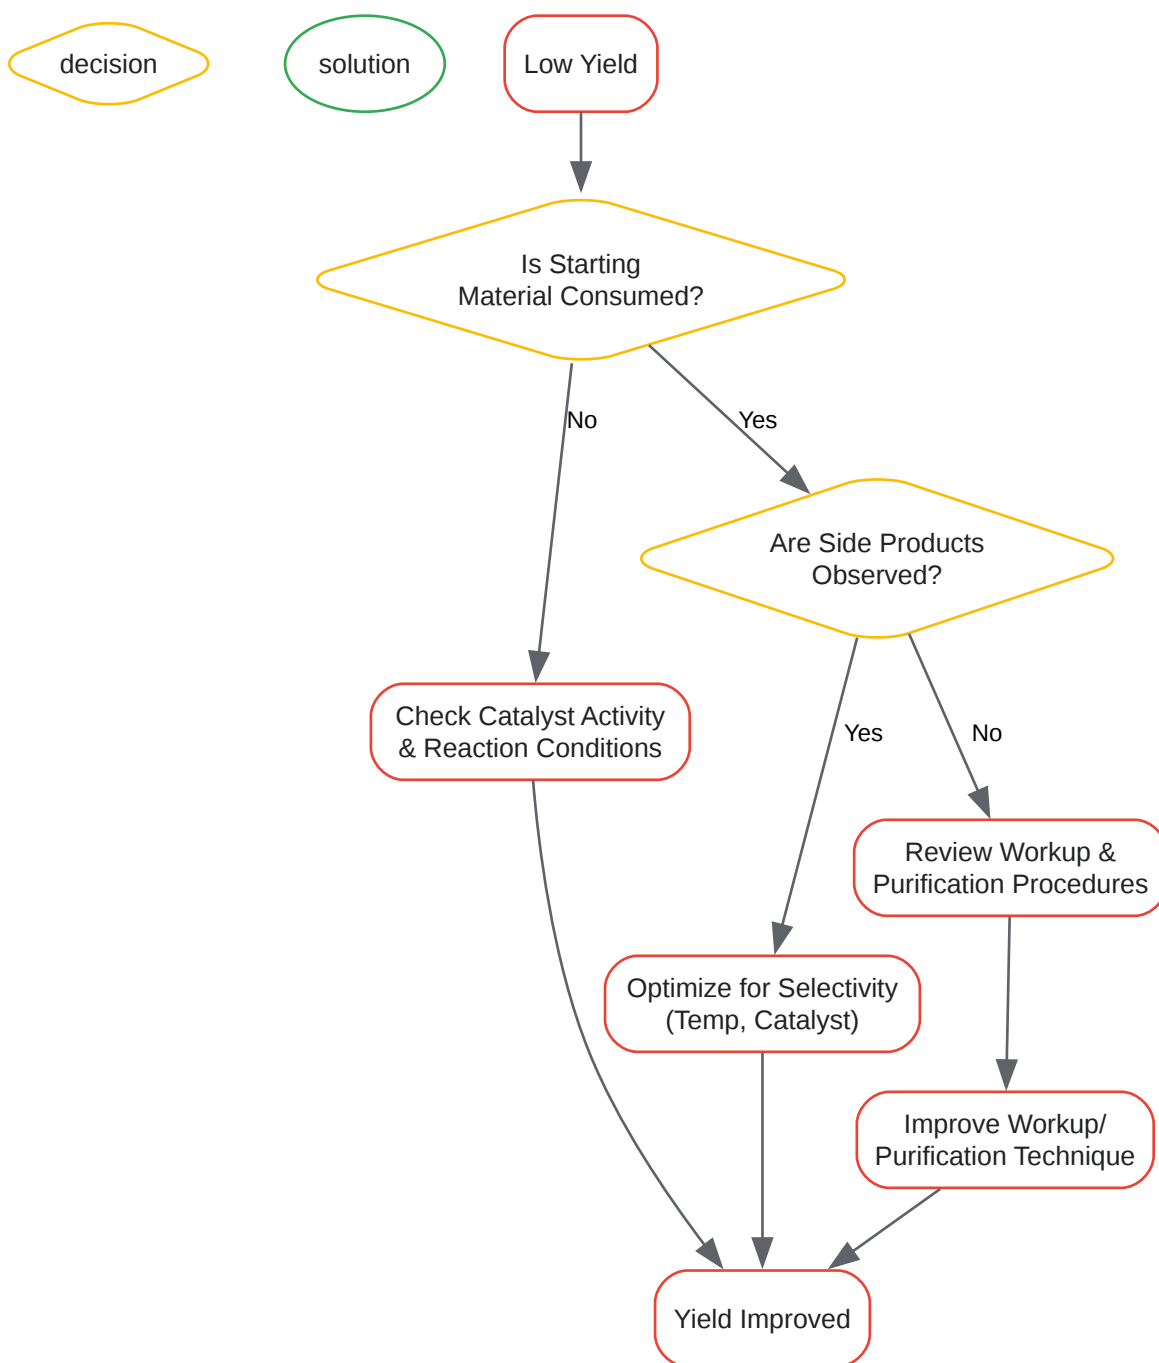 decision
solution
Low Yield
Is Starting
Material Consumed?
No
Yes
Are Side Products
Observed?
Check Catalyst Activity
& Reaction Conditions
Yes
No
Review Workup &
Purification Procedures
Optimize for Selectivity
(Temp, Catalyst)
Improve Workup/
Purification Technique
Yield Improved